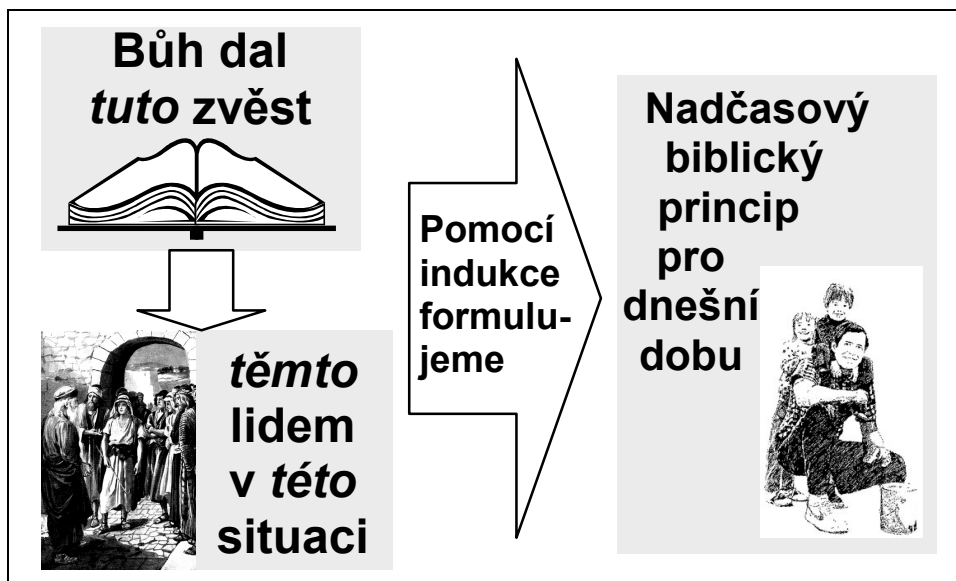 Bůh dal
tuto zvěst
těmto
lidem
v této
situaci
Pomocí
indukce
formulu-
jeme
Nadčasový
biblický
princip
pro
dnešní
dobu